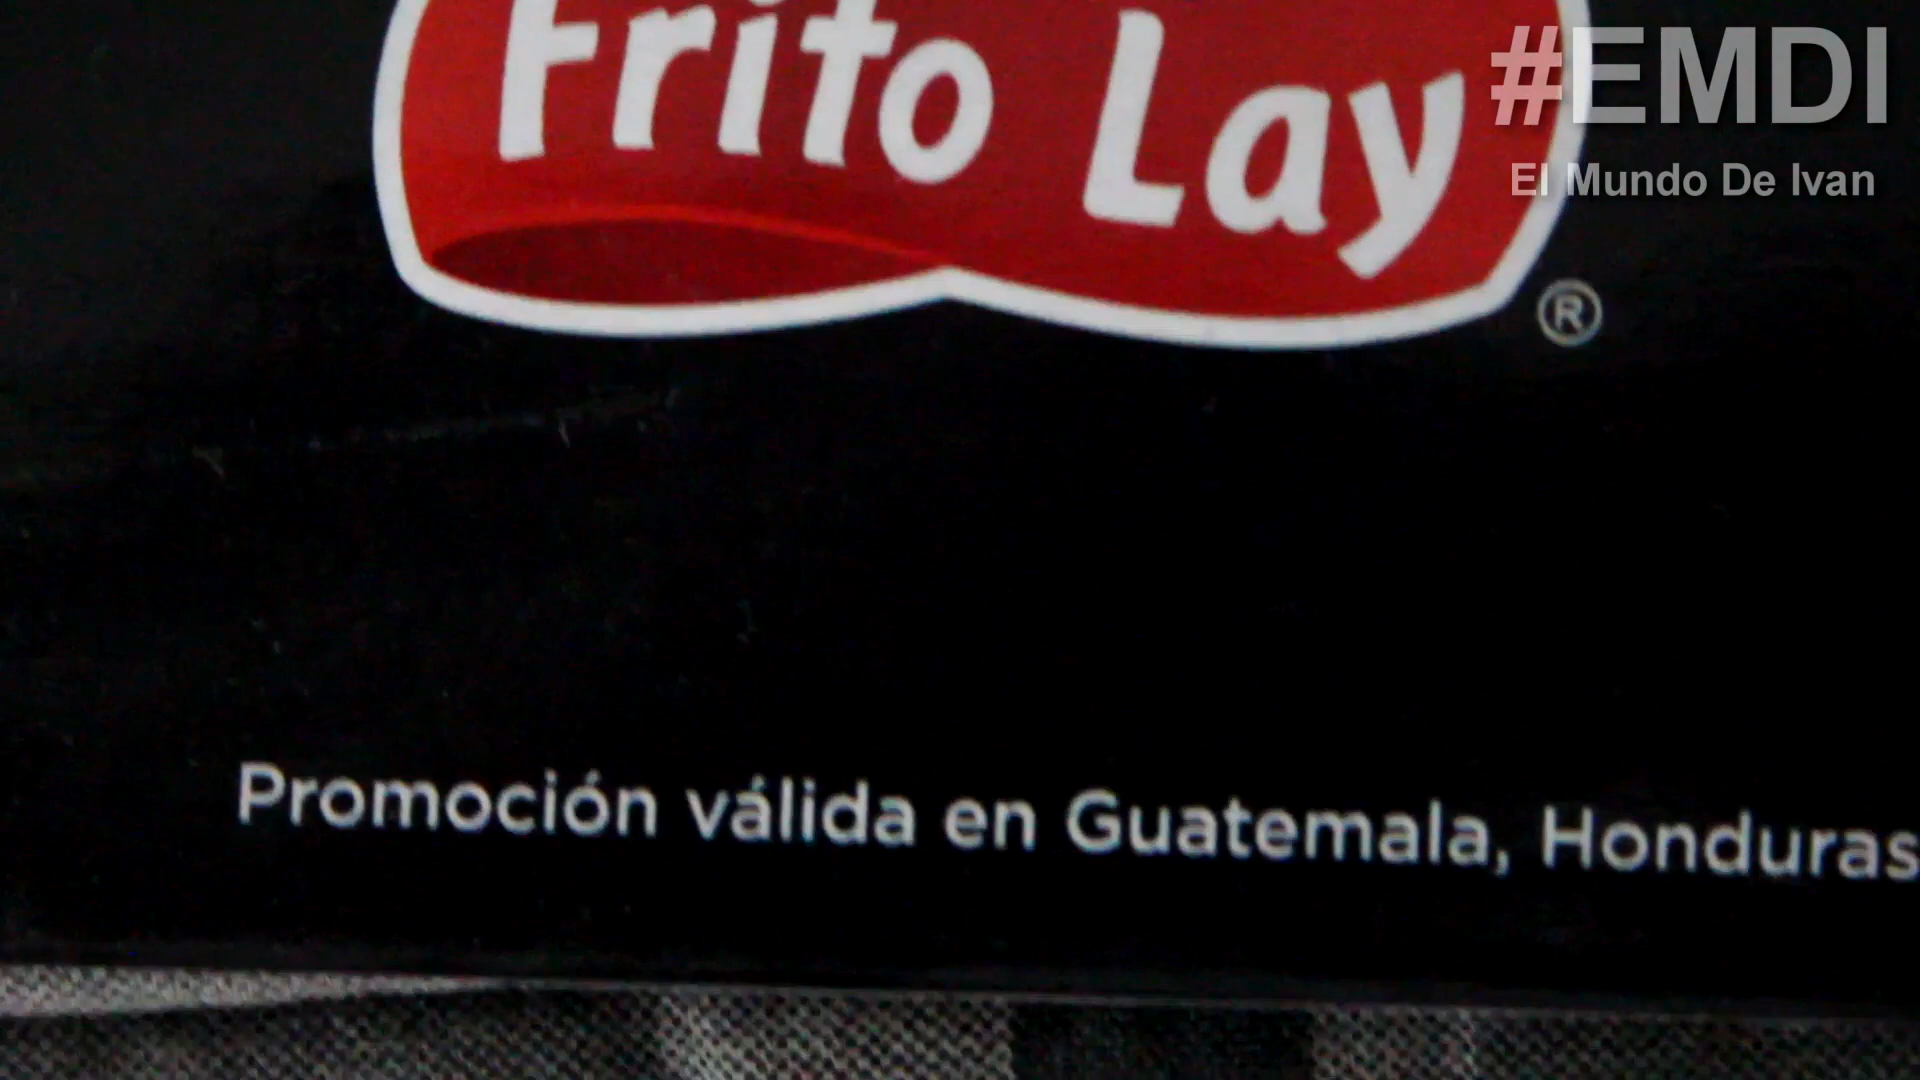 Frito Lay
®
#EMDI
El Mundo De Ivan
Promoción válida en Guatemala, Honduras